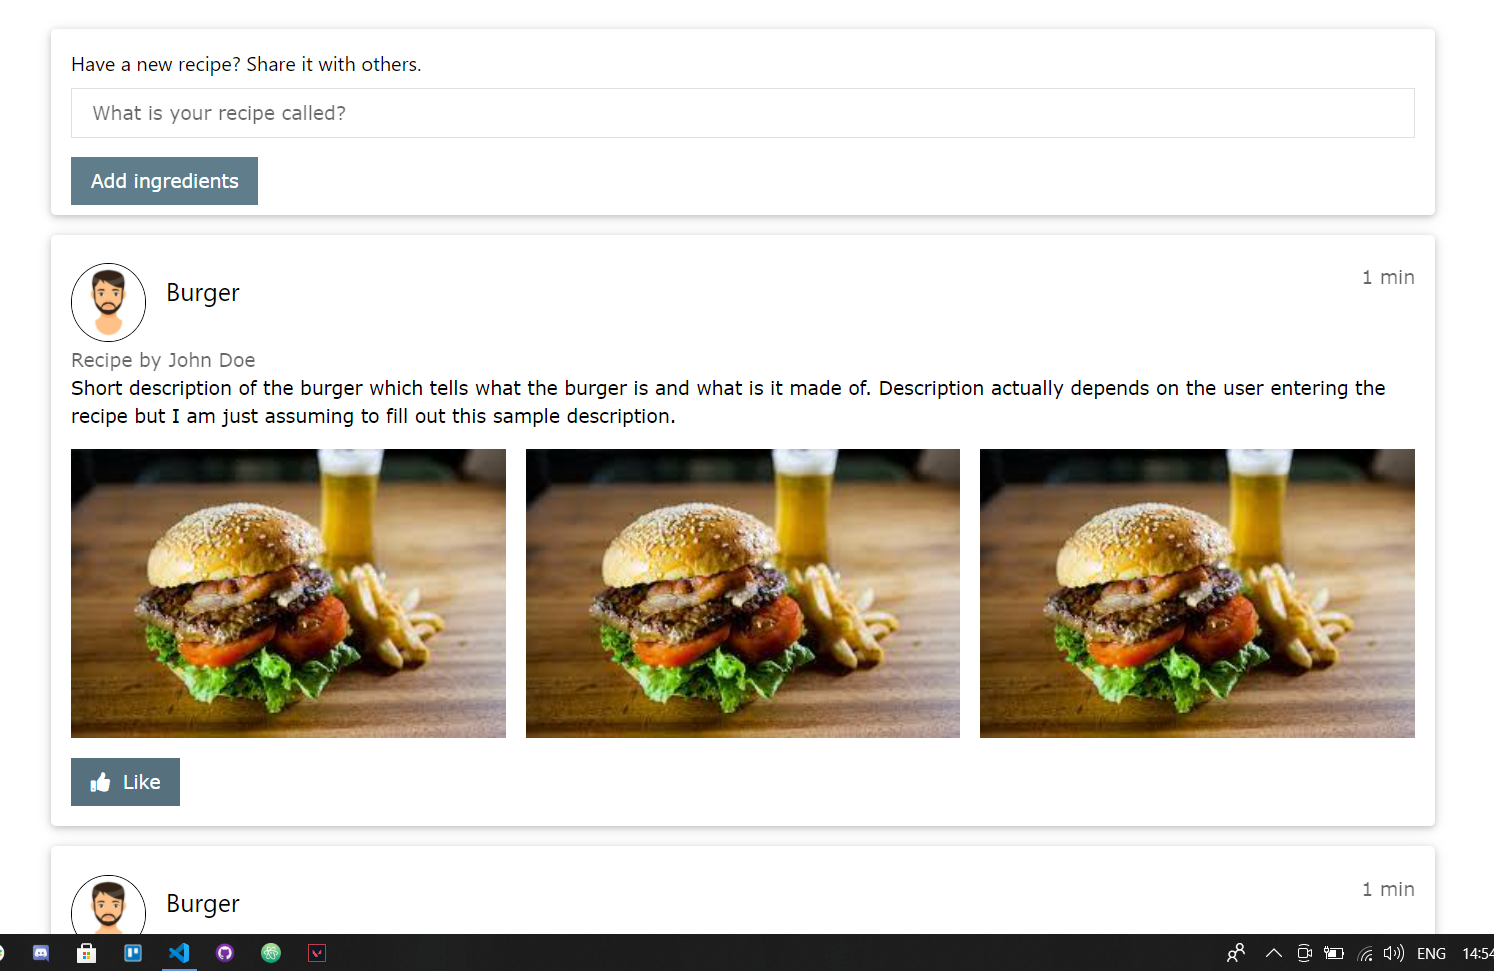 Have a new recipe? Share it with others.
What is your recipe called?
Add ingredients
Burger
1 min
Recipe by John Doe
Short description of the burger which tells what the burger is and what is it made of. Description actually depends on the user entering the
recipe but I am just assuming to fill out this sample description.
Like
Burger
1 min
ENG
14:54